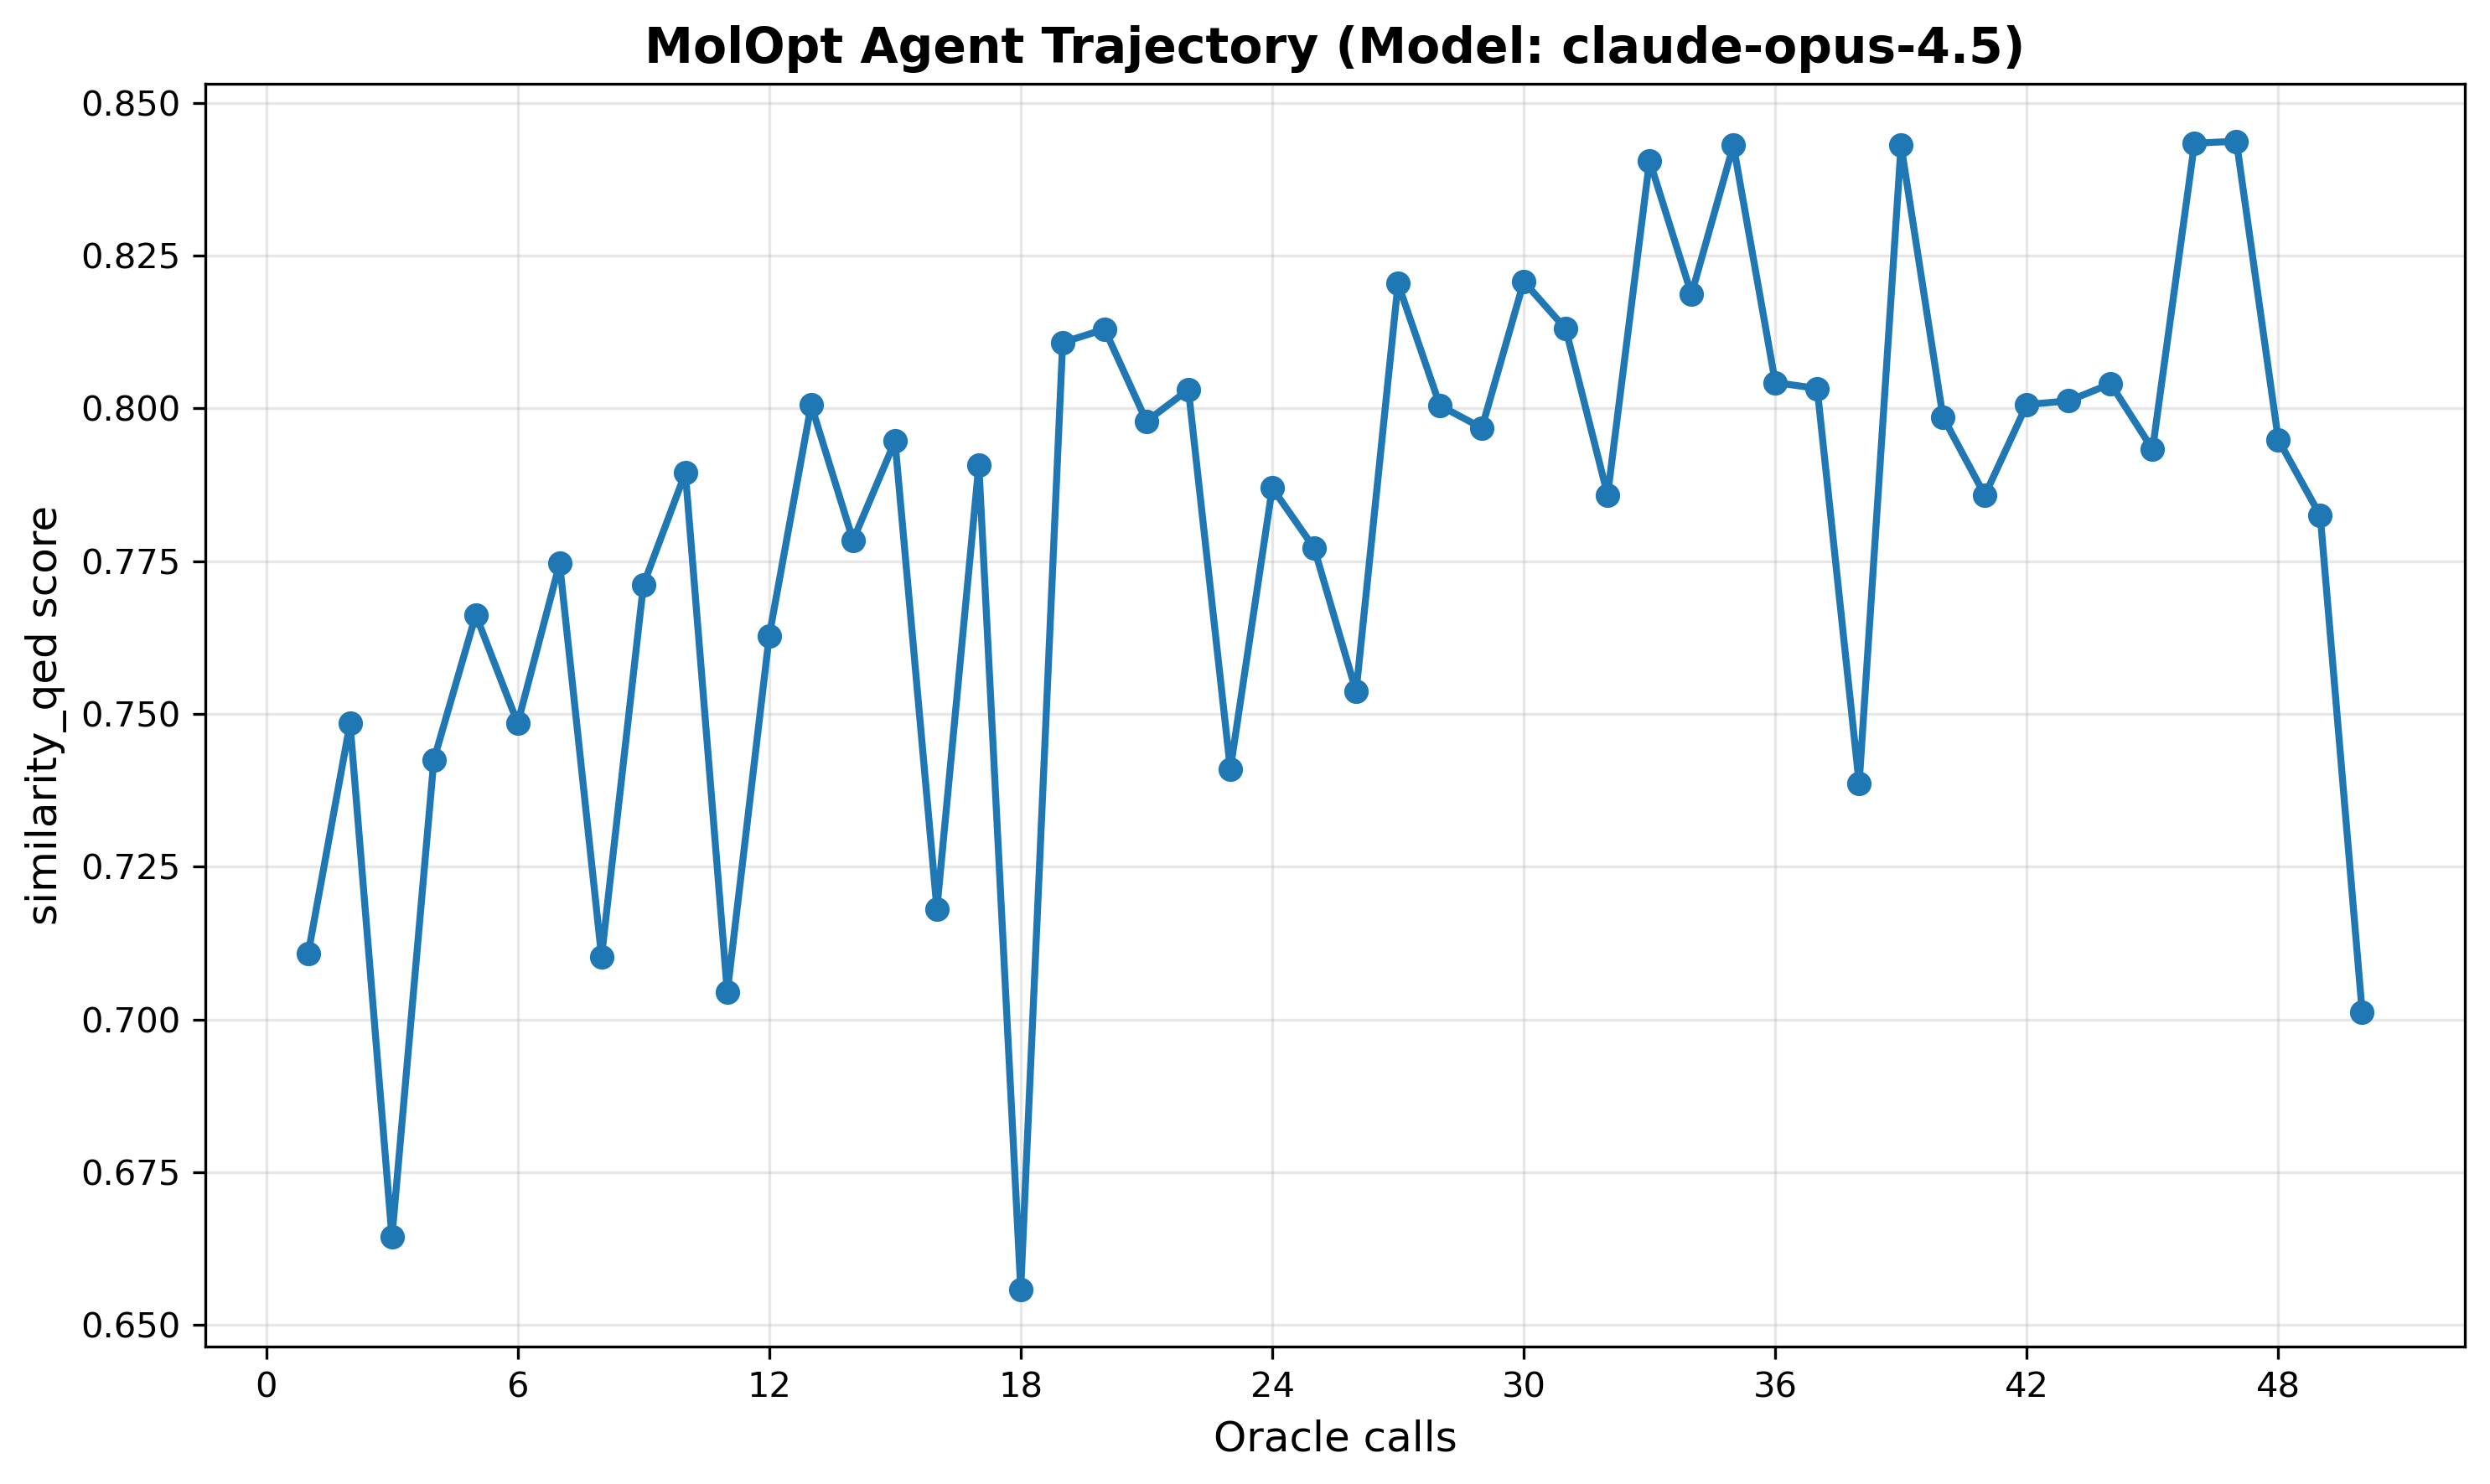 MolOpt Agent Trajectory (Model: claude-opus-4.5)
similarity_qed score
0.850
0.825
0.800
0.775
0.750
0.725
0.700
0.675
0.650
0 6 12 18 24 30 36 42 48
Oracle calls